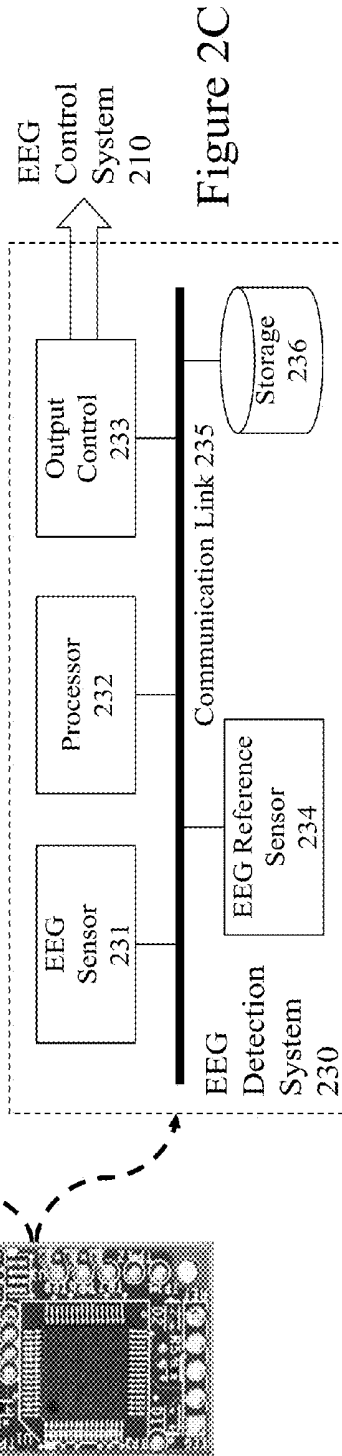 EEG
Control
System
210
Figure 2C
Output
Control
233
Processor
232
EEG
Sensor
231
Communication Link 235
Storage
236
EEG Reference
Sensor
234
EEG
Detection
System
230